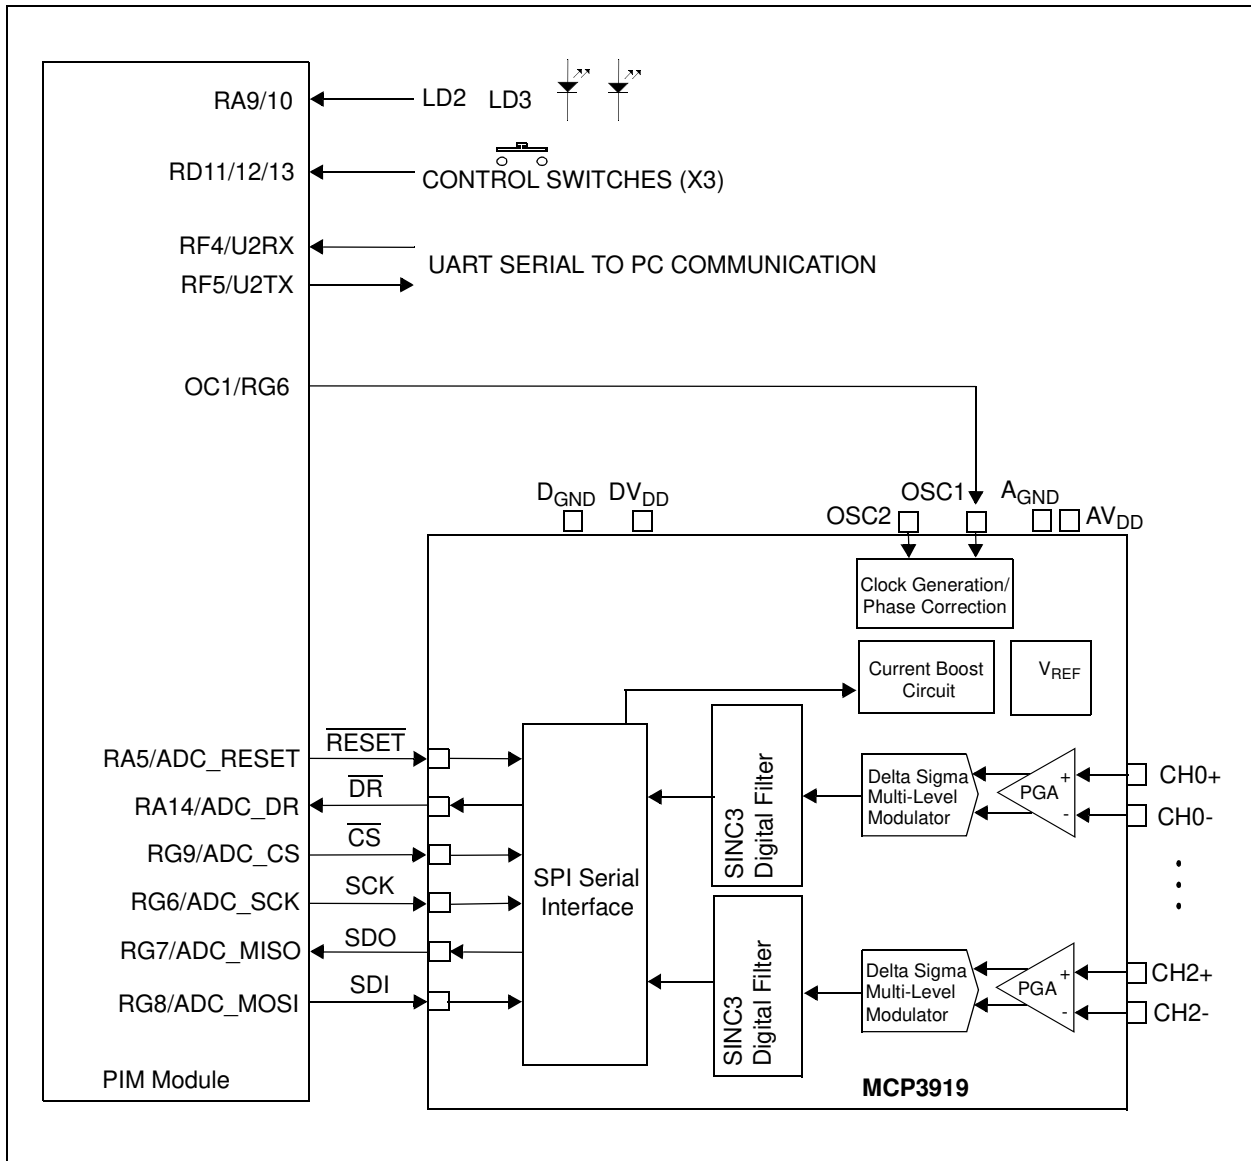 RA9/10
LD2 LD3
RD11/12/13
CONTROL SWITCHES (X3)
RF4/U2RX
UART SERIAL TO PC COMMUNICATION
RF5/U2TX
OC1/RG6
DGND DVDD
OSC1 AGND
OSC2 AVDD
Clock Generation/
Phase Correction
Current Boost
Circuit
VREF
RA5/ADC_RESET
RESET
RA14/ADC_DR
DR
RG9/ADC_CS
CS
RG6/ADC_SCK
SCK
RG7/ADC_MISO
SDO
RG8/ADC_MOSI
SDI
SPI Serial
Interface
SINC3
Digital Filter
Delta Sigma
Multi-Level
Modulator
PGA
+
-
CH0+
CH0-
SINC3
Digital Filter
Delta Sigma
Multi-Level
Modulator
PGA
+
-
CH2+
CH2-
PIM Module
MCP3919